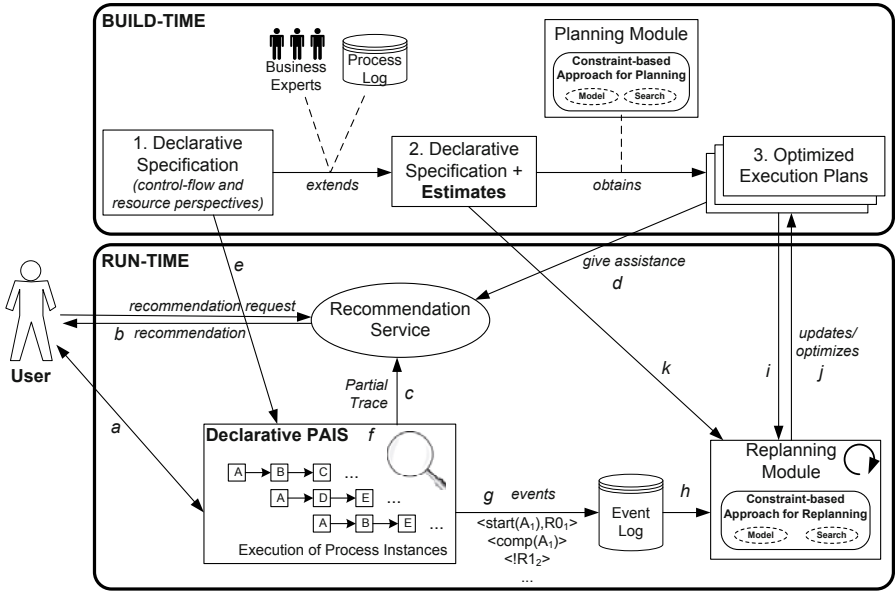 BUILD-TIME
Business
Experts
Process
Log
Planning Module
Constraint-based
Approach for Planning
Model
Search
1. Declarative
Specification
(control-flow and
resource perspectives)
extends
2. Declarative
Specification +
Estimates
obtains
3. Optimized
Execution Plans
RUN-TIME
e
give assistance
d
recommendation request
b recommendation
Recommendation
Service
User
a
Partial
Trace
c
k
i
updates/
optimizes
j
Declarative PAIS f
A B C ...
A D E ...
A B E ...
Execution of Process Instances
g events
<start(A1),R01>
<comp(A1)>
<!R12>
...
Event
Log
h
Replanning
Module
Constraint-based
Approach for Replanning
Model
Search